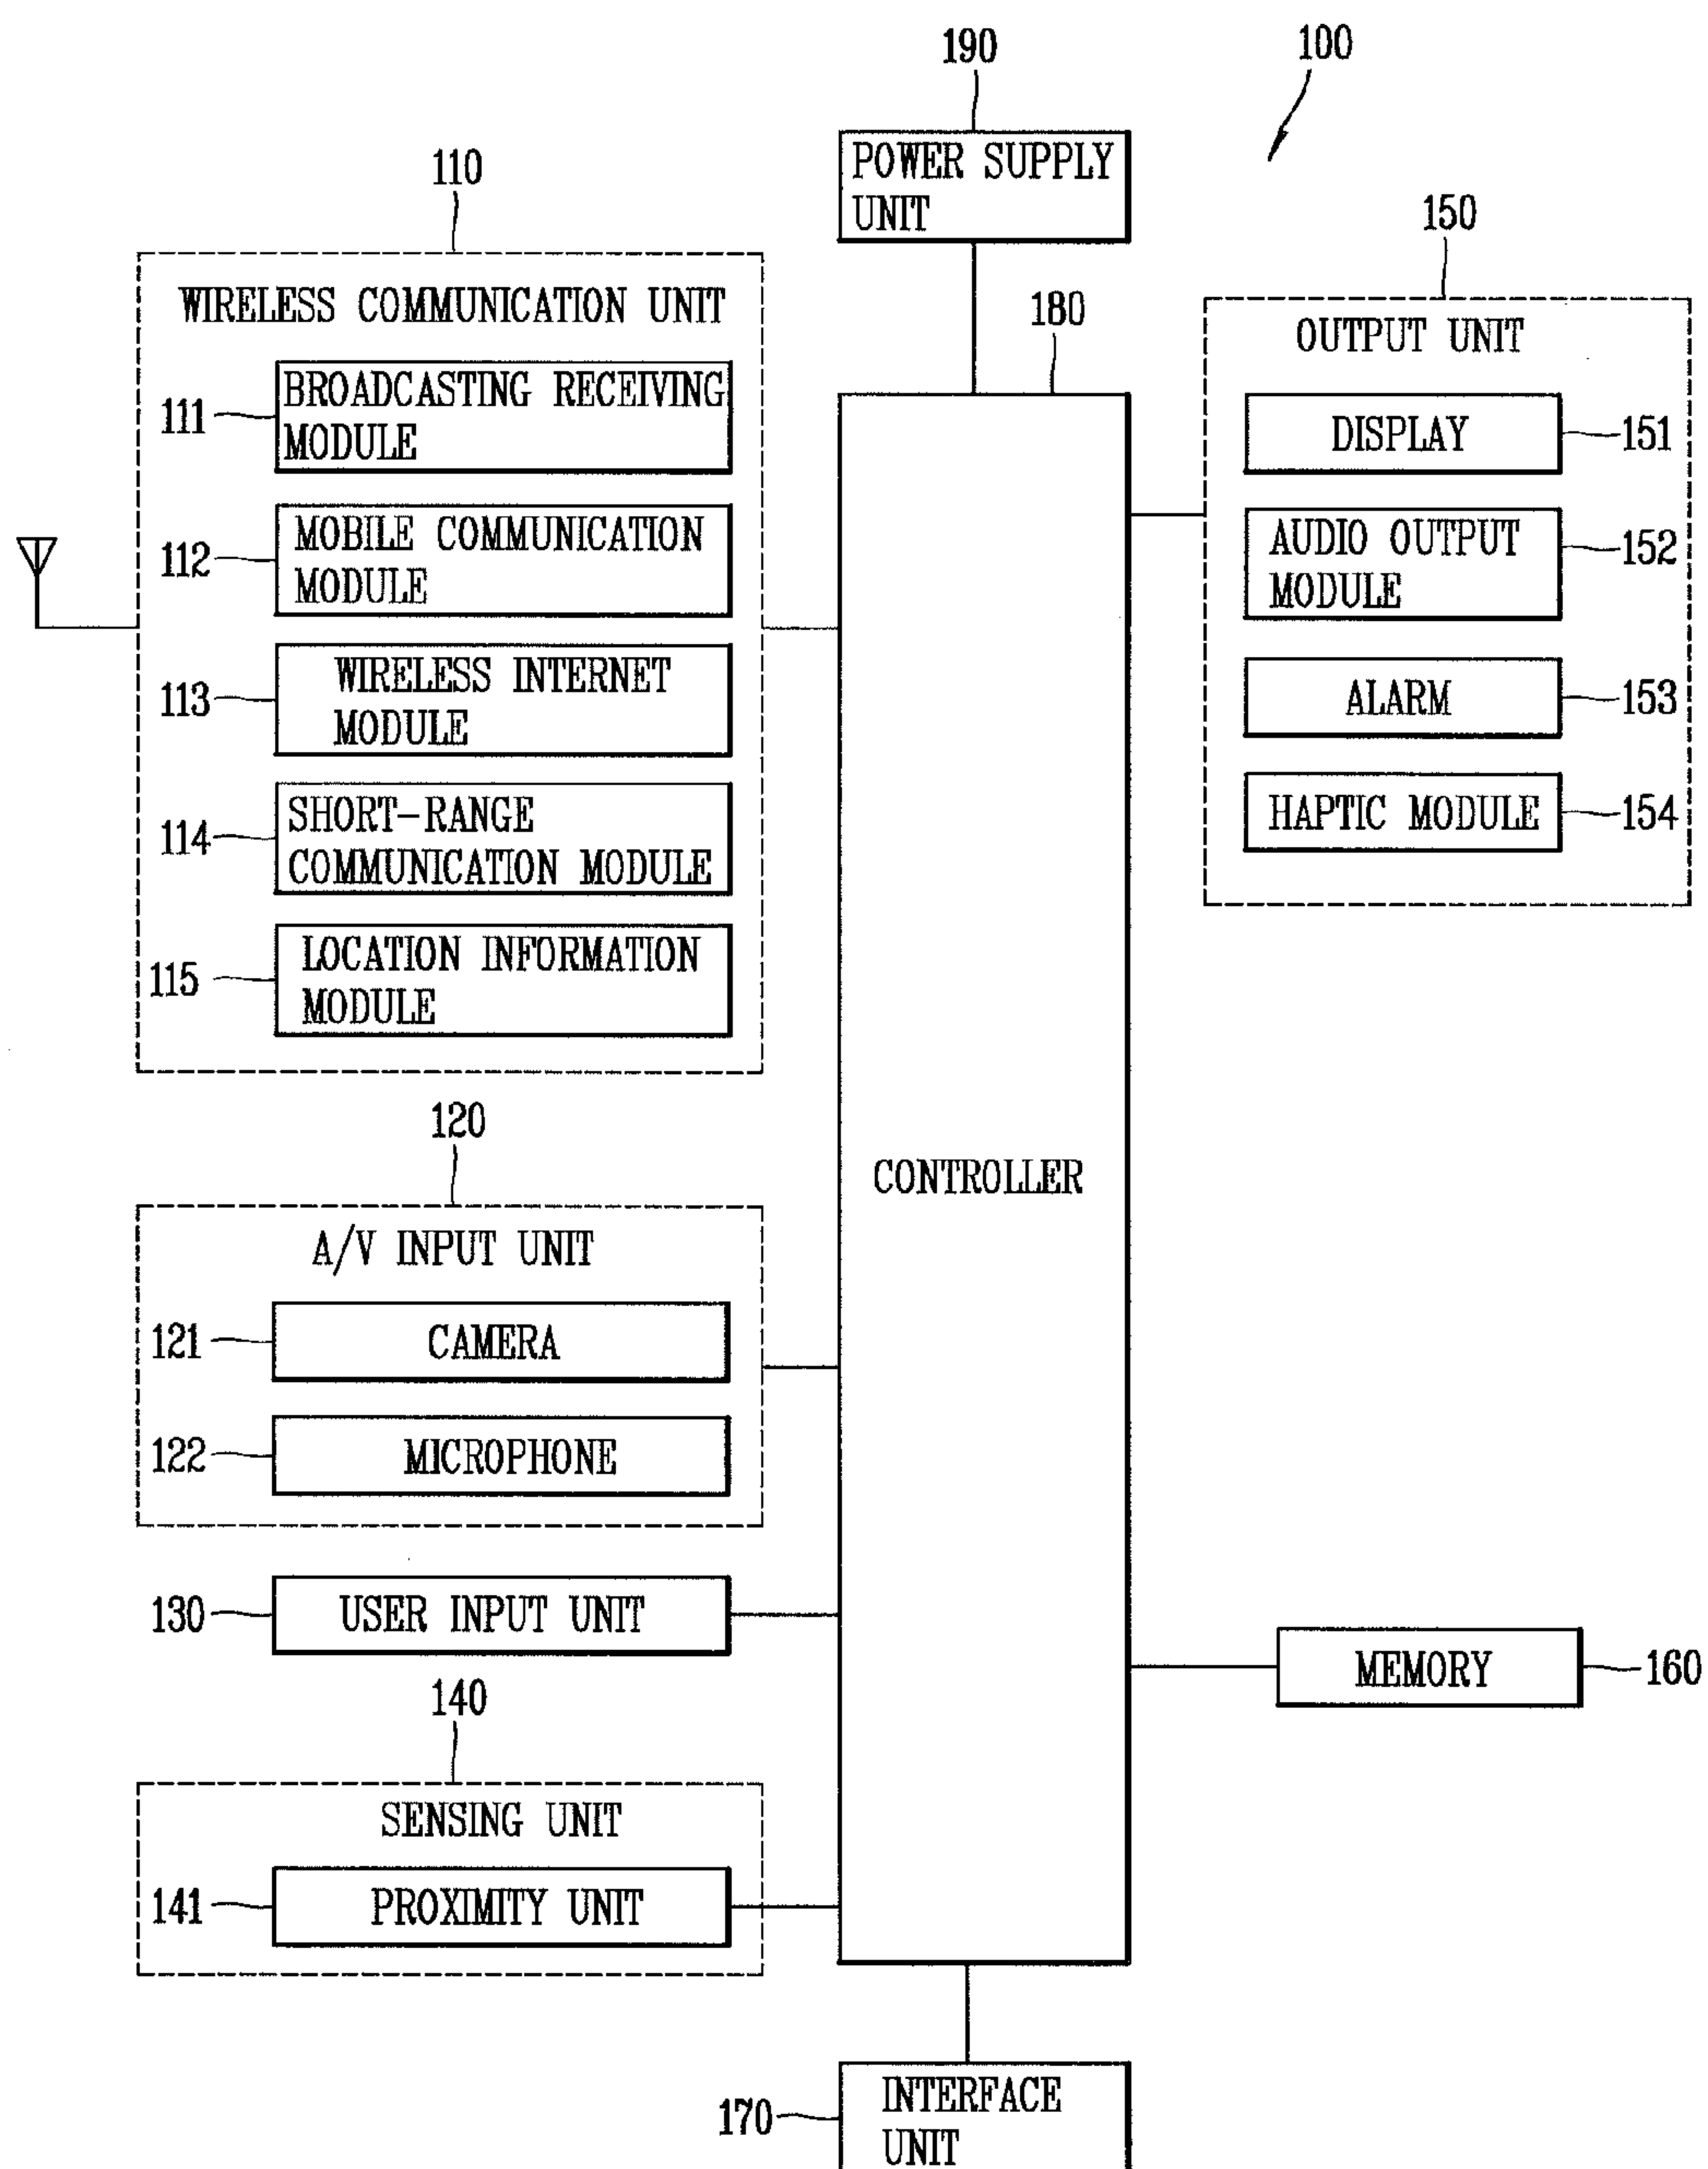 190
100
POWER SUPPLY
UNIT
110
WIRELESS COMMUNICATION UNIT
111
BROADCASTING RECEIVING
MODULE
112
MOBILE COMMUNICATION
MODULE
113
WIRELESS INTERNET
MODULE
114
SHORT-RANGE
COMMUNICATION MODULE
115
LOCATION INFORMATION
MODULE
180
CONTROLLER
150
OUTPUT UNIT
DISPLAY
151
AUDIO OUTPUT
MODULE
152
ALARM
153
HAPTIC MODULE
154
120
A/V INPUT UNIT
121
CAMERA
122
MICROPHONE
130
USER INPUT UNIT
MEMORY
160
140
SENSING UNIT
141
PROXIMITY UNIT
170
INTERFACE
UNIT